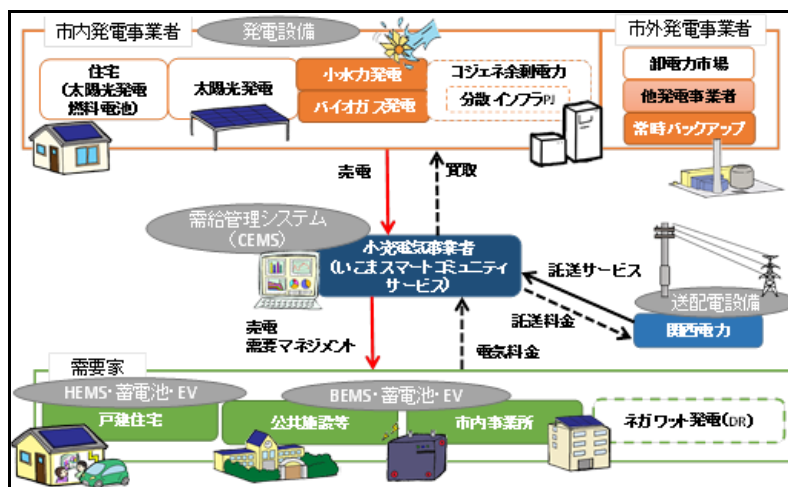 市内発電事業者
発電設備
市外発電事業者
住宅
(太陽光発電
燃料電池)
太陽光発電
小水力発電
バイオガス発電
コジェネ余剰電力
分散インフラPJ
卸電力市場
他発電事業者
常時バックアップ
売電
買取
需給管理システム
(CEMS)
小売電気事業者
(いこまスマートコミュニティ
サービス)
託送サービス
託送料金
送配電設備
関西電力
売電
需要マネジメント
電気料金
需要家
HEMS・蓄電池・EV
BEMS・蓄電池・EV
戸建住宅
公共施設等
市内事業所
ネガワット発電(DR)